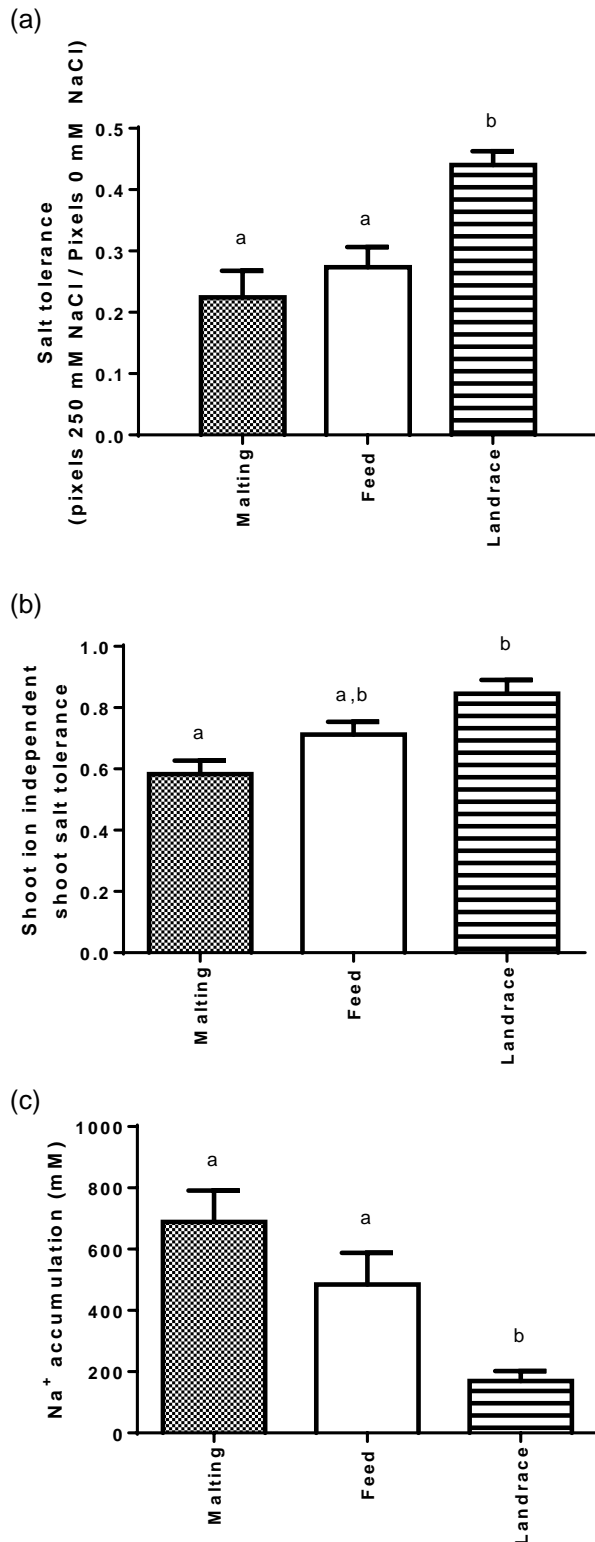 (a)
Salt tolerance
(pixels 250 mM NaCl / Pixels 0 mM NaCl)
0.5
0.4
0.3
0.2
0.1
0.0
a
a
b
Malting
Feed
Landrace
(b)
Shoot ion independent
shoot salt tolerance
1.0
0.8
0.6
0.4
0.2
0.0
a
a,b
b
Malting
Feed
Landrace
(c)
Na⁺ accumulation (mM)
1000
800
600
400
200
0
a
a
b
Malting
Feed
Landrace